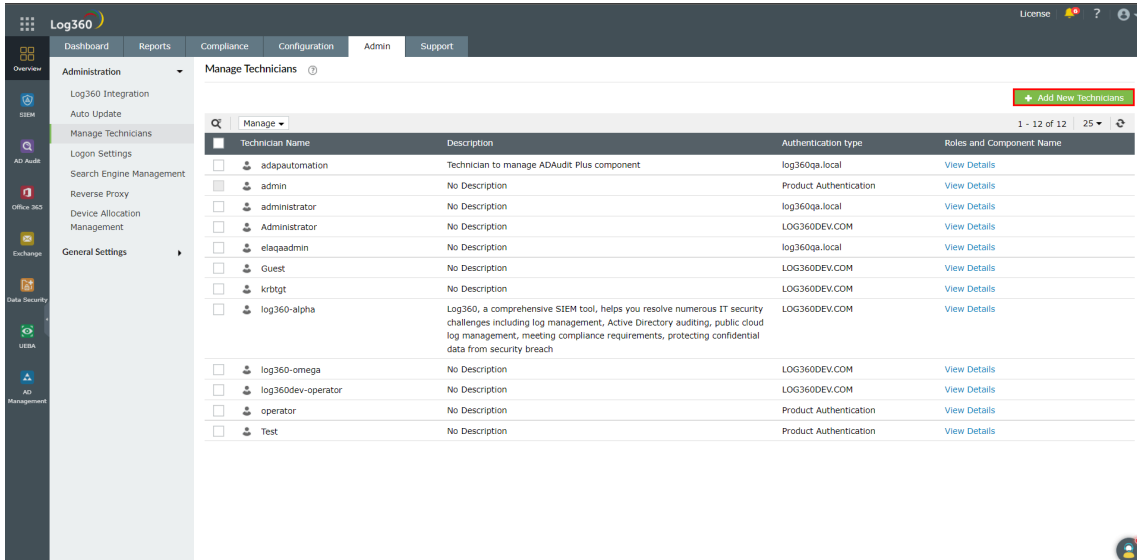 Log360
License
?
Dashboard Reports Compliance Configuration Admin Support
Overview
SIEM
AD Audit
Office 365
Exchange
Data Security
UEBA
AD
Management
Administration
Log360 Integration
Auto Update
Manage Technicians
Logon Settings
Search Engine Management
Reverse Proxy
Device Allocation
Management
General Settings
Manage Technicians ?
+ Add New Technicians
Manage 1 - 12 of 12 25
Technician Name Description Authentication type Roles and Component Name
adapautomation Technician to manage ADAudit Plus component log360qa.local View Details
admin No Description Product Authentication View Details
administrator No Description log360qa.local View Details
Administrator No Description LOG360DEV.COM View Details
elaqaadmin No Description log360qa.local View Details
Guest No Description LOG360DEV.COM View Details
krbtgt No Description LOG360DEV.COM View Details
log360-alpha Log360, a comprehensive SIEM tool, helps you resolve numerous IT security LOG360DEV.COM View Details
challenges including log management, Active Directory auditing, public cloud
log management, meeting compliance requirements, protecting confidential
data from security breach
log360-omega No Description LOG360DEV.COM View Details
log360dev-operator No Description LOG360DEV.COM View Details
operator No Description Product Authentication View Details
Test No Description Product Authentication View Details